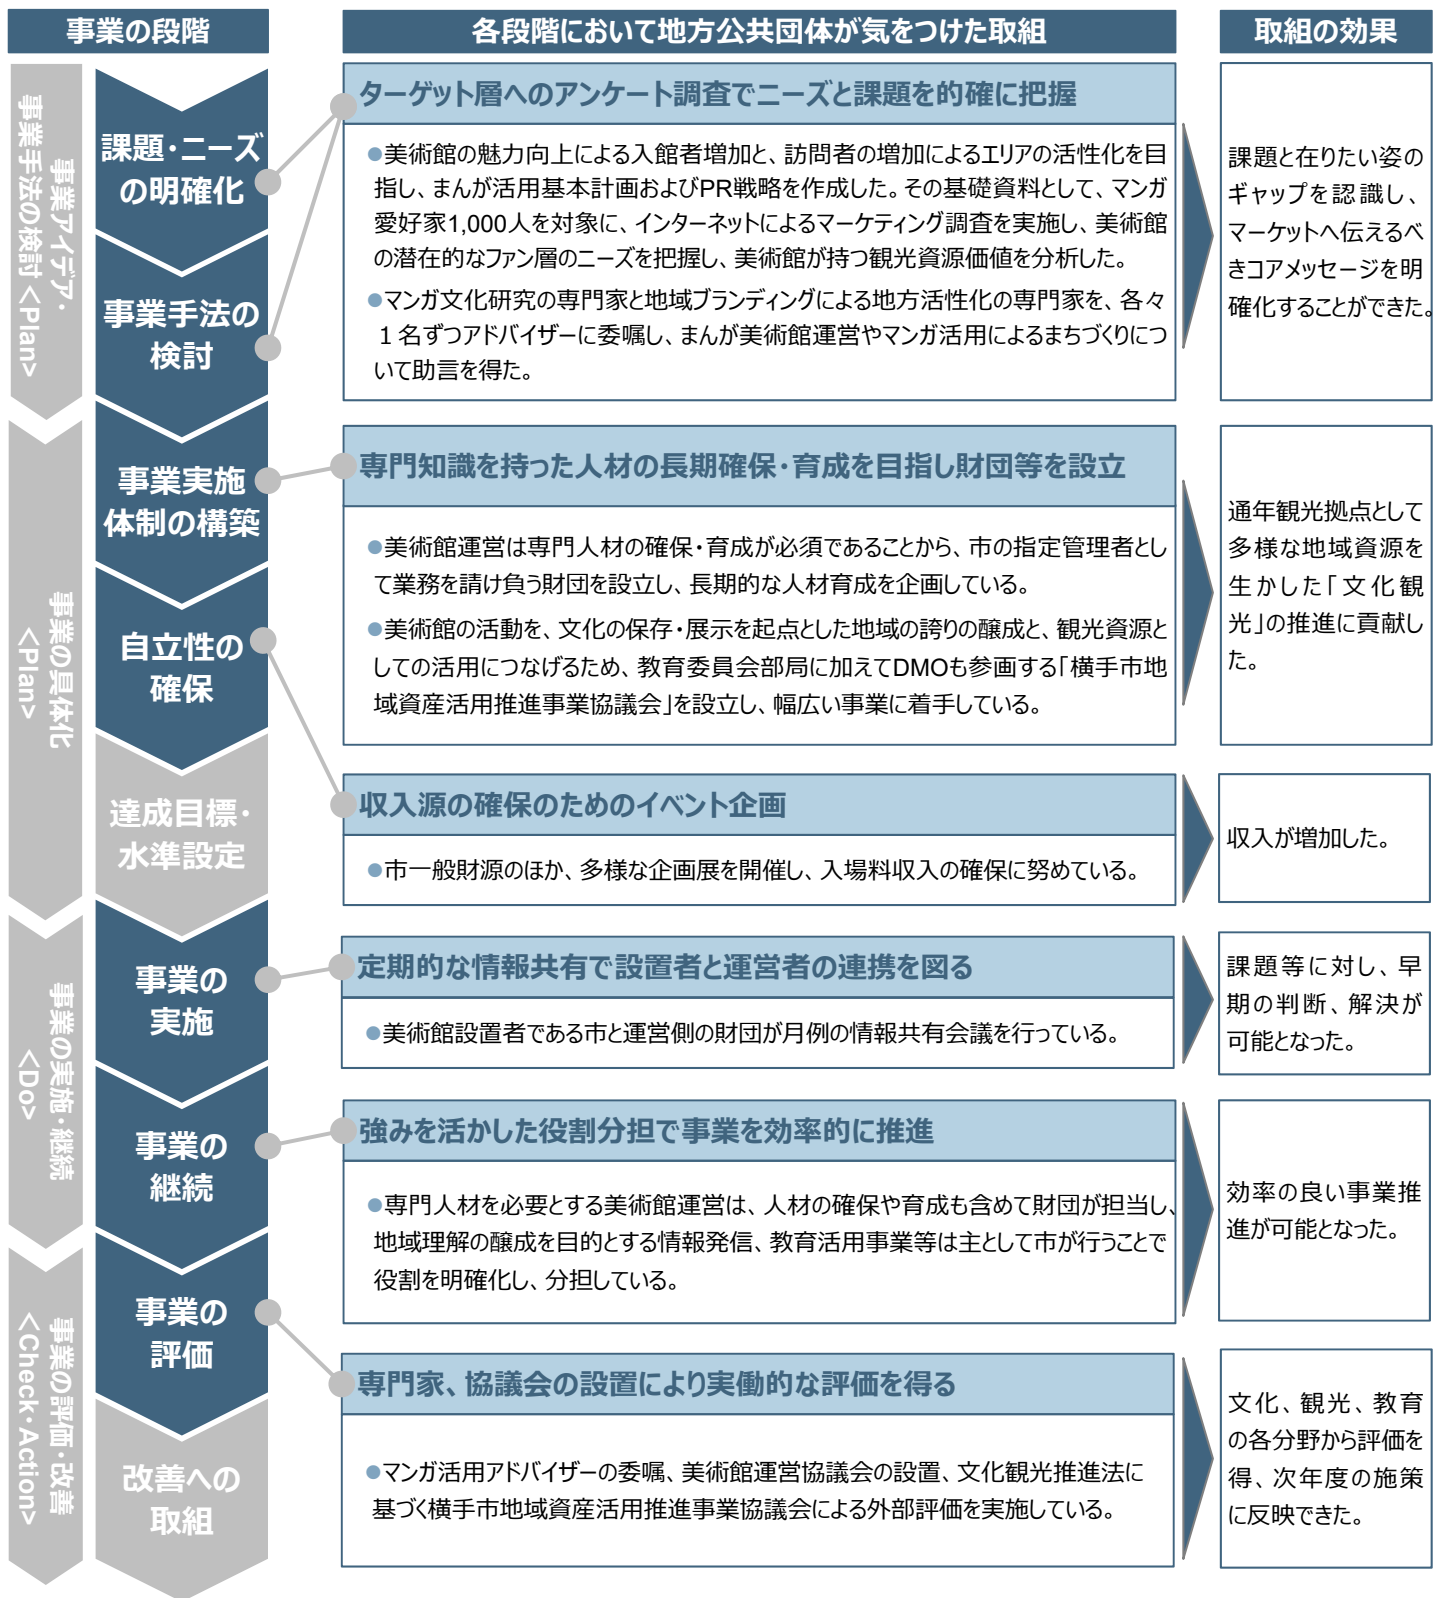 事業の段階
各段階において地方公共団体が気をつけた取組
取組の効果
事業アイデア・
事業手法の検討 <Plan>
課題・ニーズ
の明確化
事業手法の
検討
ターゲット層へのアンケート調査でニーズと課題を的確に把握
●美術館の魅力向上による入館者増加と、訪問者の増加によるエリアの活性化を目
指し、まんが活用基本計画およびPR戦略を作成した。その基礎資料として、マンガ
愛好家1,000人を対象に、インターネットによるマーケティング調査を実施し、美術館
の潜在的なファン層のニーズを把握し、美術館が持つ観光資源価値を分析した。
●マンガ文化研究の専門家と地域ブランディングによる地方活性化の専門家を、各々
１名ずつアドバイザーに委嘱し、まんが美術館運営やマンガ活用によるまちづくりにつ
いて助言を得た。
課題と在りたい姿の
ギャップを認識し、
マーケットへ伝えるべ
きコアメッセージを明
確化することができた。
事業の具体化
<Plan>
事業実施
体制の構築
自立性の
確保
達成目標・
水準設定
専門知識を持った人材の長期確保・育成を目指し財団等を設立
●美術館運営は専門人材の確保・育成が必須であることから、市の指定管理者とし
て業務を請け負う財団を設立し、長期的な人材育成を企画している。
●美術館の活動を、文化の保存・展示を起点とした地域の誇りの醸成と、観光資源と
しての活用につなげるため、教育委員会部局に加えてDMOも参画する「横手市地
域資産活用推進事業協議会」を設立し、幅広い事業に着手している。
通年観光拠点として
多様な地域資源を
生かした「文化観
光」の推進に貢献し
た。
収入源の確保のためのイベント企画
●市一般財源のほか、多様な企画展を開催し、入場料収入の確保に努めている。
収入が増加した。
事業の実施・継続
<Do>
事業の
実施
事業の
継続
定期的な情報共有で設置者と運営者の連携を図る
●美術館設置者である市と運営側の財団が月例の情報共有会議を行っている。
課題等に対し、早
期の判断、解決が
可能となった。
強みを活かした役割分担で事業を効率的に推進
●専門人材を必要とする美術館運営は、人材の確保や育成も含めて財団が担当し、
地域理解の醸成を目的とする情報発信、教育活用事業等は主として市が行うことで
役割を明確化し、分担している。
効率の良い事業推
進が可能となった。
事業の評価・改善
<Check・Action>
事業の
評価
改善への
取組
専門家、協議会の設置により実働的な評価を得る
●マンガ活用アドバイザーの委嘱、美術館運営協議会の設置、文化観光推進法に
基づく横手市地域資産活用推進事業協議会による外部評価を実施している。
文化、観光、教育
の各分野から評価を
得、次年度の施策
に反映できた。